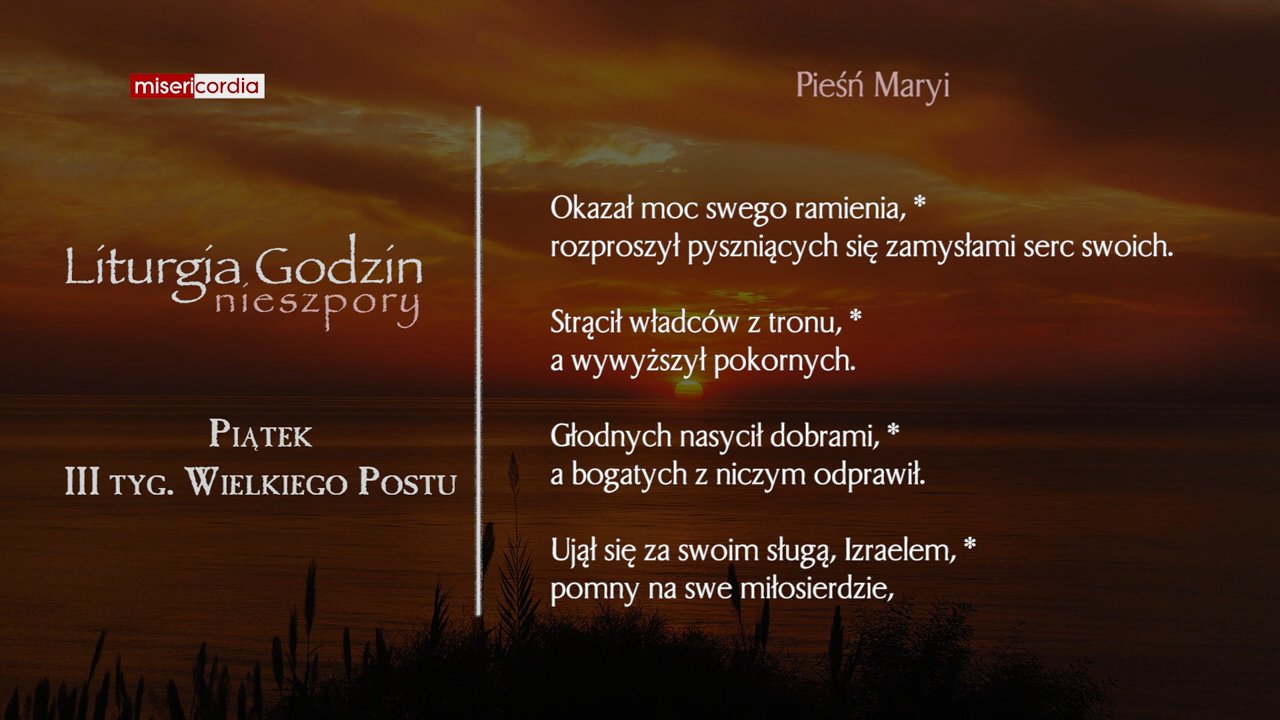 misericordia
Liturgia Godzin
nieszpory
Piątek
III tyg. Wielkiego Postu
Pieśń Maryi
Okazał moc swego ramienia, *
rozproszył pyszniących się zamysłami serc swoich.
Strącił władców z tronu, *
a wywyższył pokornych.
Głodnych nasycił dobrami, *
a bogatych z niczym odprawił.
Ujął się za swoim sługą, Izraelem, *
pomny na swe miłosierdzie,